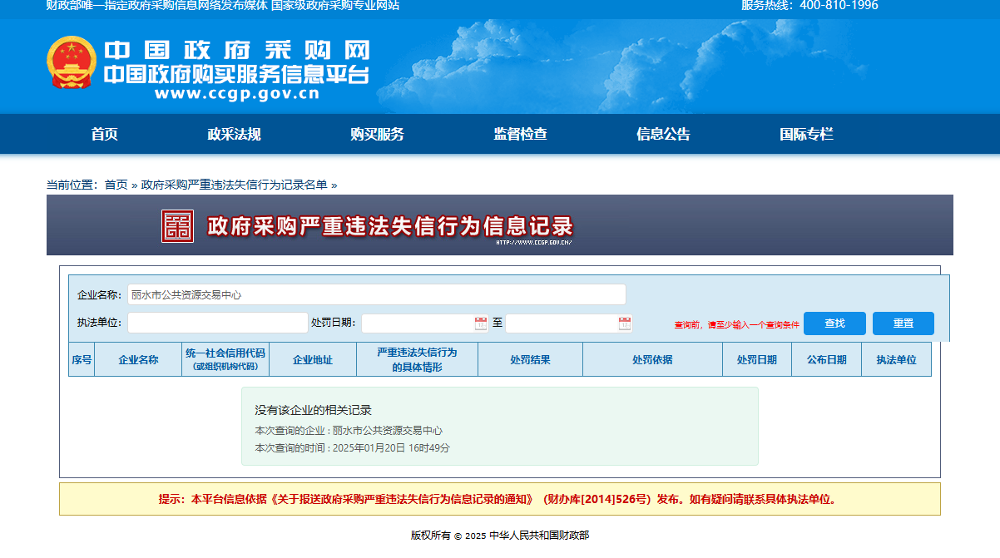 财政部唯一指定政府采购信息网络发布媒体 国家级政府采购专业网站
服务热线：400-810-1996
中国政府采购网
中国政府购买服务信息平台
www.ccgp.gov.cn
首页 政采法规 购买服务 监督检查 信息公告 国际专栏
当前位置：首页 » 政府采购严重违法失信行为记录名单 »
政府采购严重违法失信行为信息记录
HTTP://WWW.CCGP.GOV.CN/
企业名称：丽水市公共资源交易中心
执法单位： 处罚日期： 至 查询前，请至少输入一个查询条件 查找 重置
序号 企业名称 统一社会信用代码 （或组织机构代码） 企业地址 严重违法失信行为 的具体情形 处罚结果 处罚依据 处罚日期 公布日期 执法单位
没有该企业的相关记录
本次查询的企业 : 丽水市公共资源交易中心
本次查询的时间 : 2025年01月20日 16时49分
提示：本平台信息依据《关于报送政府采购严重违法失信行为信息记录的通知》（财办库[2014]526号）发布。如有疑问请联系具体执法单位。
版权所有 © 2025 中华人民共和国财政部